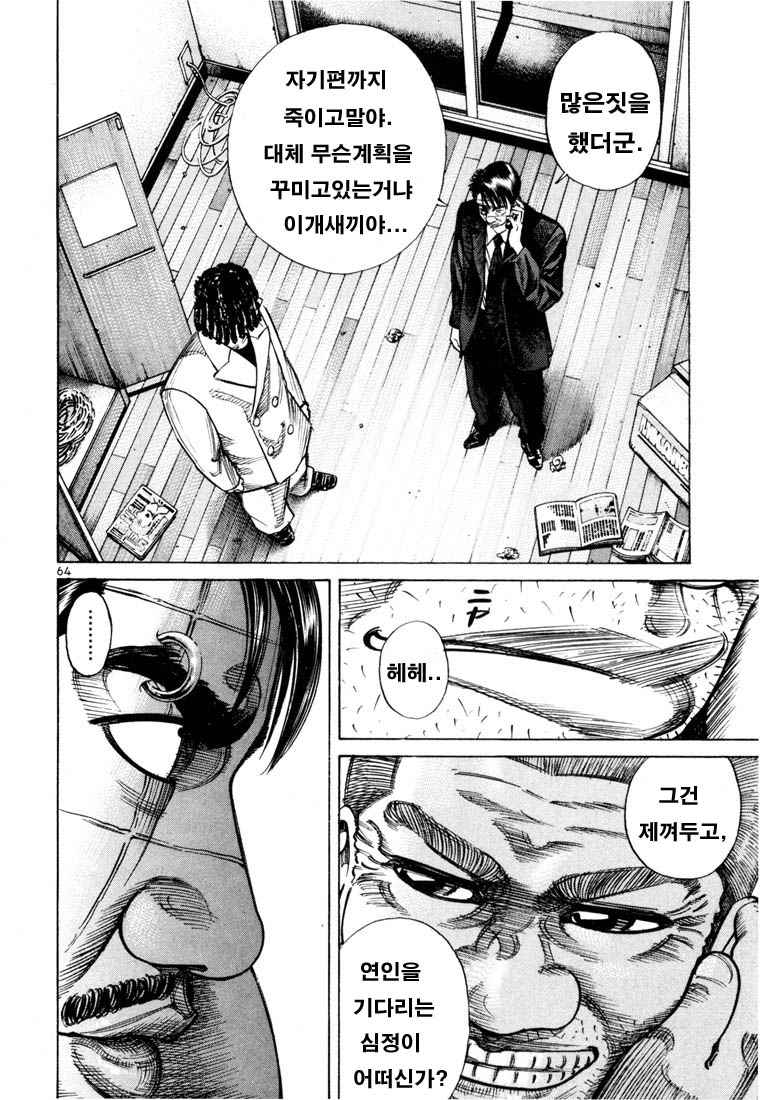 많은짓을
했더군.
자기편까지
죽이고말야.
대체 무슨계획을
꾸미고있는거냐
이개새끼야...
64
ニヤ
헤헤..
………
그건
제껴두고,
연인을
기다리는
심정이
어떠신가?